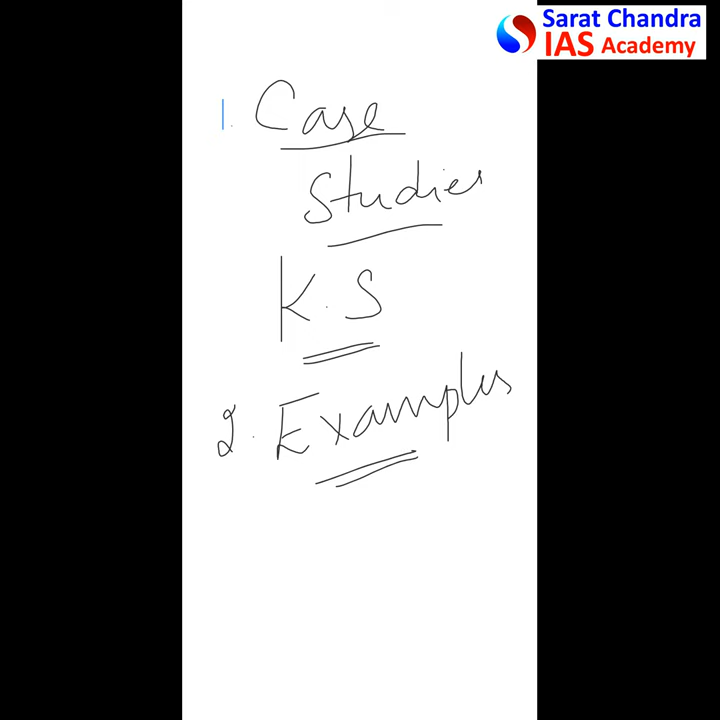 Sarat Chandra
IAS Academy
1. Case
Studies
K.S
2. Examples